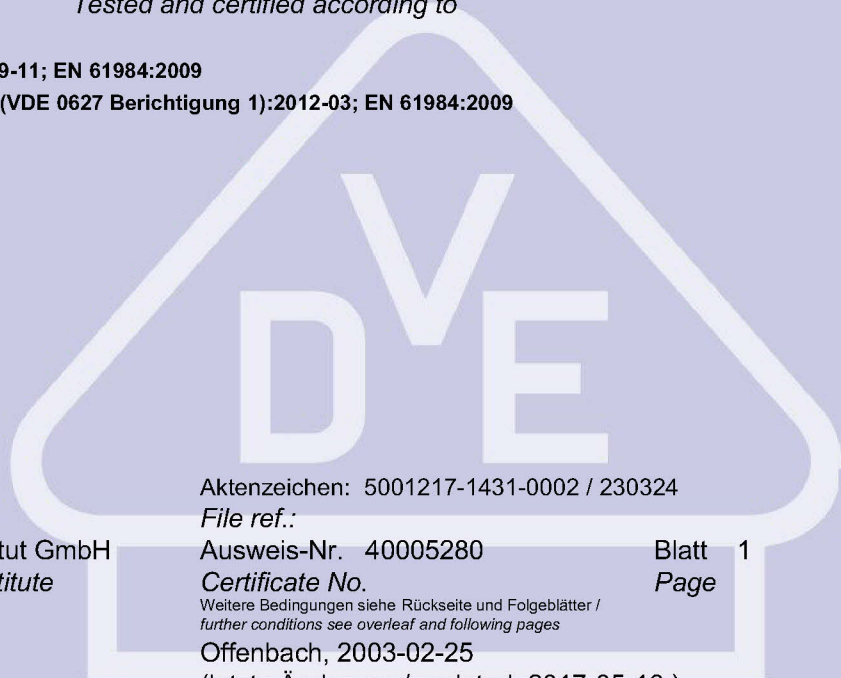 Tested and certified according to
9-11; EN 61984:2009
(VDE 0627 Berichtigung 1):2012-03; EN 61984:2009
VDE
Aktenzeichen: 5001217-1431-0002 / 230324
File ref.:
tut GmbH Ausweis-Nr. 40005280 Blatt 1
titute Certificate No. Page
Weitere Bedingungen siehe Rückseite und Folgeblätter /
further conditions see overleaf and following pages
Offenbach, 2003-02-25